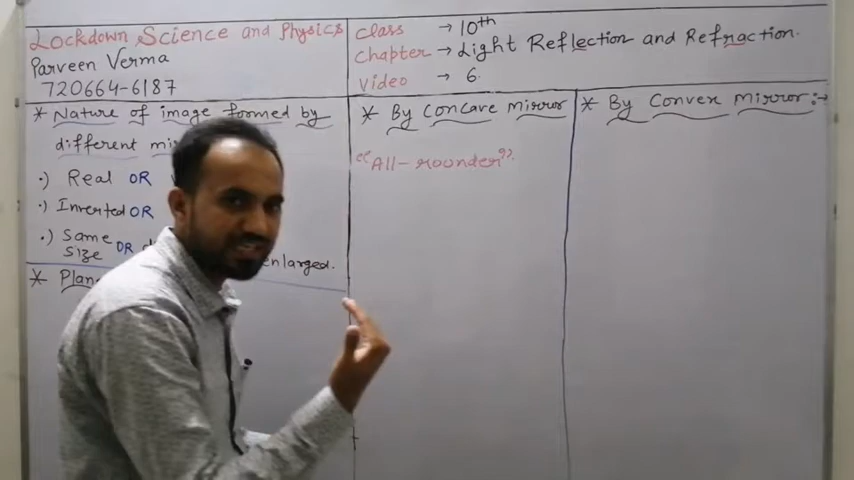 Lockdown Science and Physics
Parveen Verma
720664-6187
Class → 10th
Chapter → Light Reflection and Refraction.
Video → 6.
* Nature of image formed by
different
•) Real OR
•) Inverted OR
•) Same
Size OR enlarged.
*
* By Concave mirror
"All-rounder"
* By Convex mirror :→